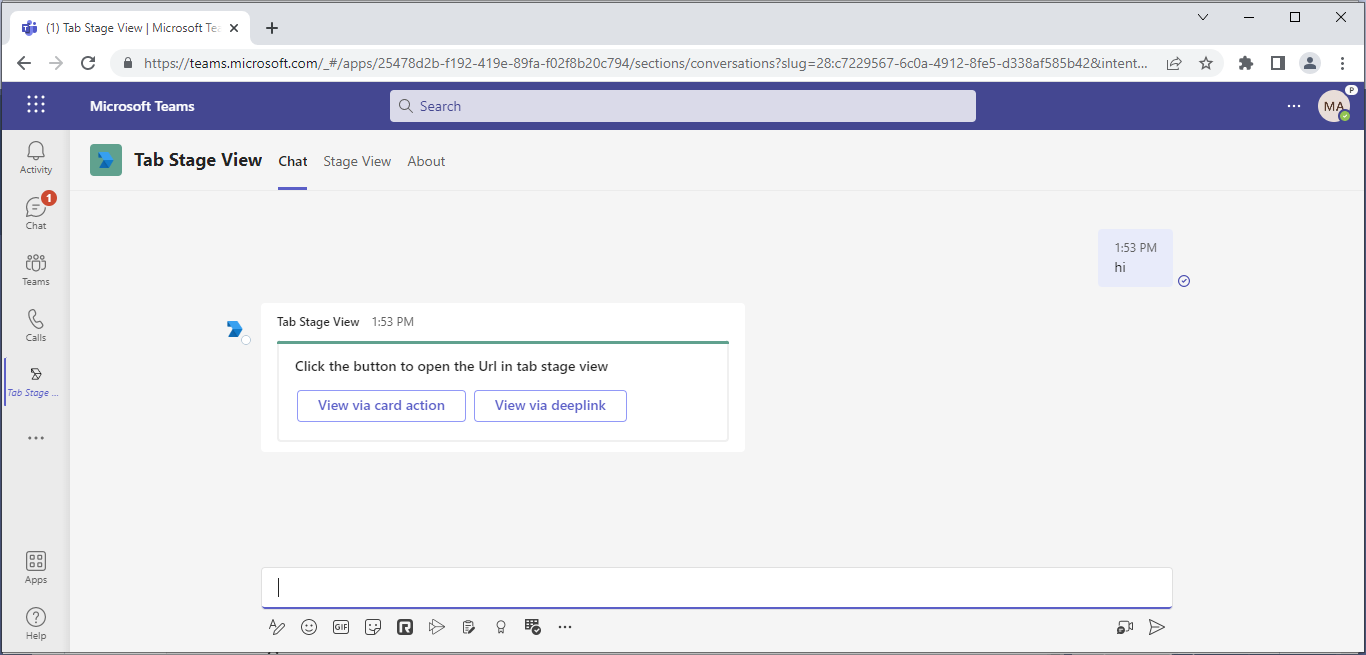 (1) Tab Stage View | Microsoft Tea
https://teams.microsoft.com/_#/apps/25478d2b-f192-419e-89fa-f02f8b20c794/sections/conversations?slug=28:c7229567-6c0a-4912-8fe5-d338af585b42&intent...
Microsoft Teams
Search
MA
P
Activity
1
Chat
Teams
Calls
Tab Stage ...
Apps
Help
Tab Stage View
Chat
Stage View
About
1:53 PM
hi
Tab Stage View 1:53 PM
Click the button to open the Url in tab stage view
View via card action
View via deeplink
GIF